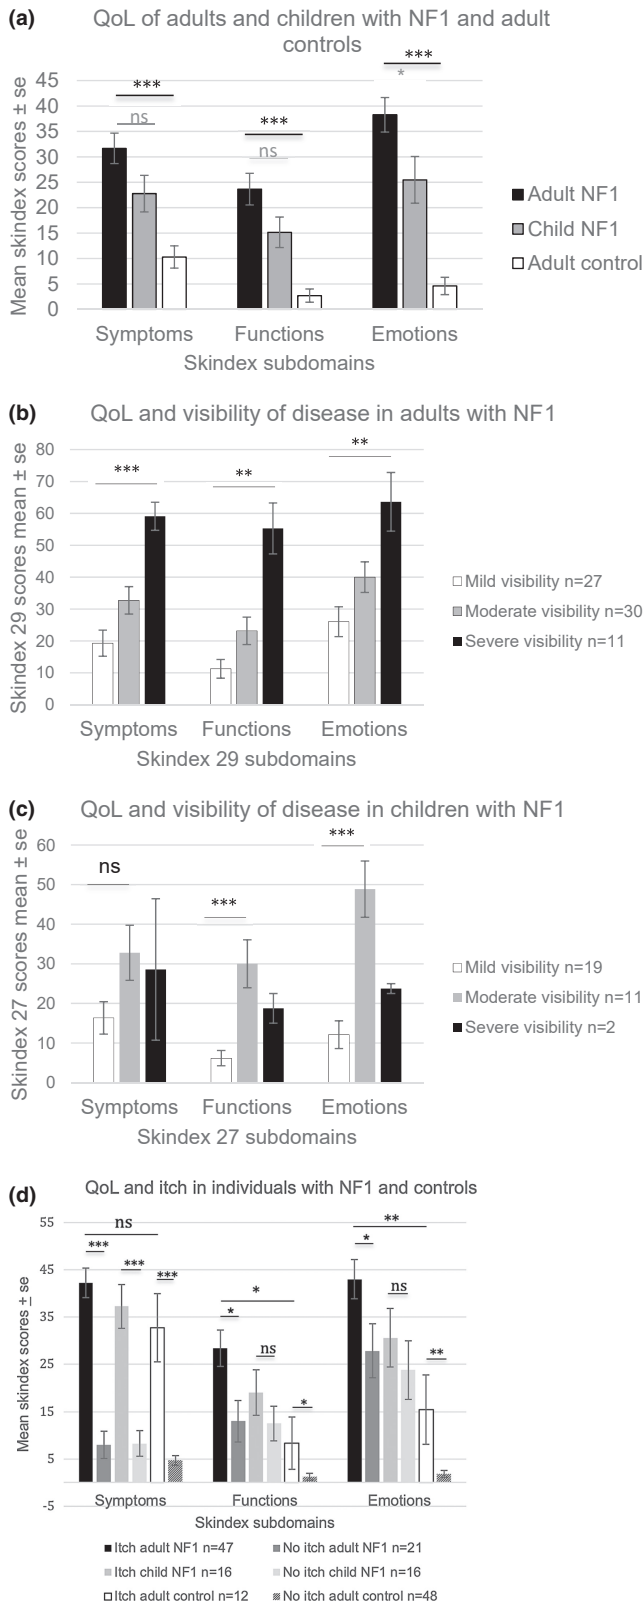 (a)
QoL of adults and children with NF1 and adult
controls
Mean skindex scores ± se
45
40
35
30
25
20
15
10
5
0
***
ns
***
ns
***
*
Symptoms Functions Emotions
Skindex subdomains
Adult NF1
Child NF1
Adult control
(b)
QoL and visibility of disease in adults with NF1
Skindex 29 scores mean ± se
80
70
60
50
40
30
20
10
0
***
**
**
Symptoms Functions Emotions
Skindex 29 subdomains
Mild visibility n=27
Moderate visibility n=30
Severe visibility n=11
(c)
QoL and visibility of disease in children with NF1
Skindex 27 scores mean ± se
60
50
40
30
20
10
0
ns
***
***
Symptoms Functions Emotions
Skindex 27 subdomains
Mild visibility n=19
Moderate visibility n=11
Severe visibility n=2
(d)
QoL and itch in individuals with NF1 and controls
Mean skindex scores ± se
55
45
35
25
15
5
-5
ns
***
***
***
*
*
ns
*
**
*
ns
**
Symptoms Functions Emotions
Skindex subdomains
Itch adult NF1 n=47 No itch adult NF1 n=21
Itch child NF1 n=16 No itch child NF1 n=16
Itch adult control n=12 No itch adult control n=48